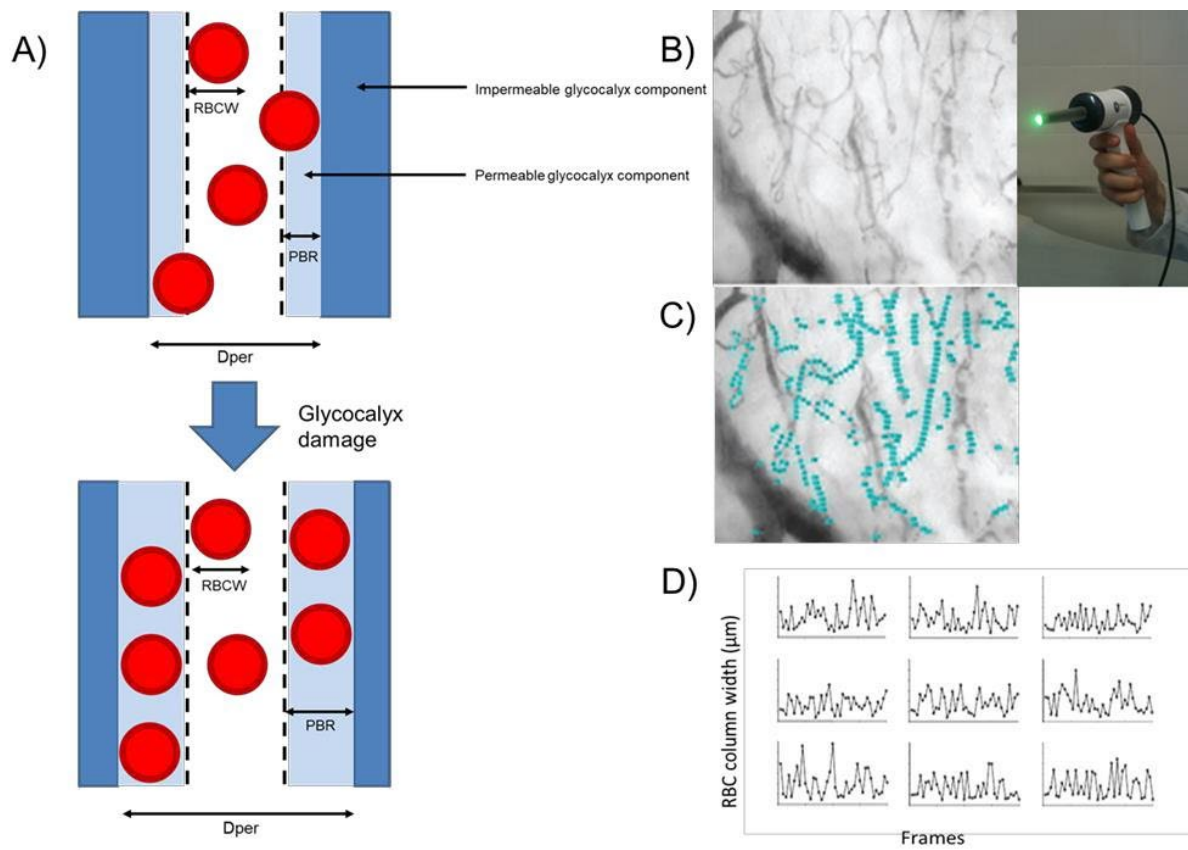 A)
RBCW
Impermeable glycocalyx component
Permeable glycocalyx component
PBR
Dper
Glycocalyx
damage
RBCW
PBR
Dper
B)
C)
D)
RBC column width (µm)
Frames